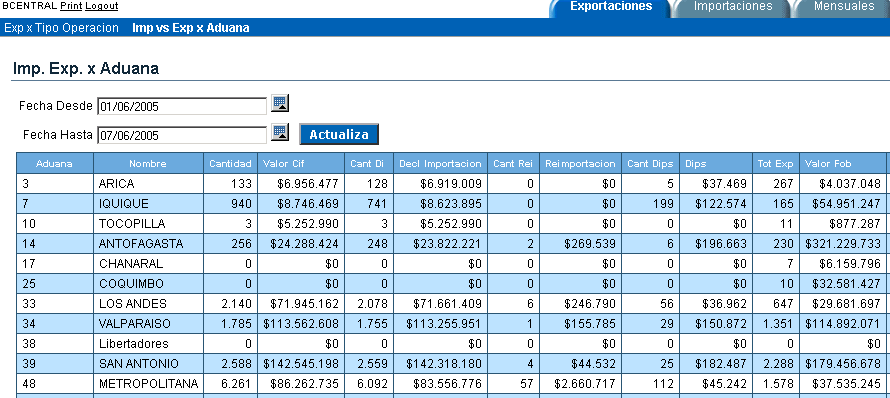 BCENTRAL Print Logout
Exportaciones Importaciones Mensuales
Exp x Tipo Operacion Imp vs Exp x Aduana
Imp. Exp. x Aduana
Fecha Desde 01/06/2005
Fecha Hasta 07/06/2005 Actualiza
Aduana Nombre Cantidad Valor Cif Cant Di Decl Importacion Cant Rei Reimportacion Cant Dips Dips Tot Exp Valor Fob
3 ARICA 133 $6.956.477 128 $6.919.009 0 $0 5 $37.469 267 $4.037.048
7 IQUIQUE 940 $8.746.469 741 $8.623.895 0 $0 199 $122.574 165 $54.951.247
10 TOCOPILLA 3 $5.252.990 3 $5.252.990 0 $0 0 $0 11 $877.287
14 ANTOFAGASTA 256 $24.288.424 248 $23.822.221 2 $269.539 6 $196.663 230 $321.229.733
17 CHANARAL 0 $0 0 $0 0 $0 0 $0 7 $6.159.796
25 COQUIMBO 0 $0 0 $0 0 $0 0 $0 10 $32.581.427
33 LOS ANDES 2.140 $71.945.162 2.078 $71.661.409 6 $246.790 56 $36.962 647 $29.681.697
34 VALPARAISO 1.785 $113.562.608 1.755 $113.255.951 1 $155.785 29 $150.872 1.351 $114.892.071
38 Libertadores 0 $0 0 $0 0 $0 0 $0 0 $0
39 SAN ANTONIO 2.588 $142.545.198 2.559 $142.318.180 4 $44.532 25 $182.487 2.288 $179.456.678
48 METROPOLITANA 6.261 $86.262.735 6.092 $83.556.776 57 $2.660.717 112 $45.242 1.578 $37.535.245